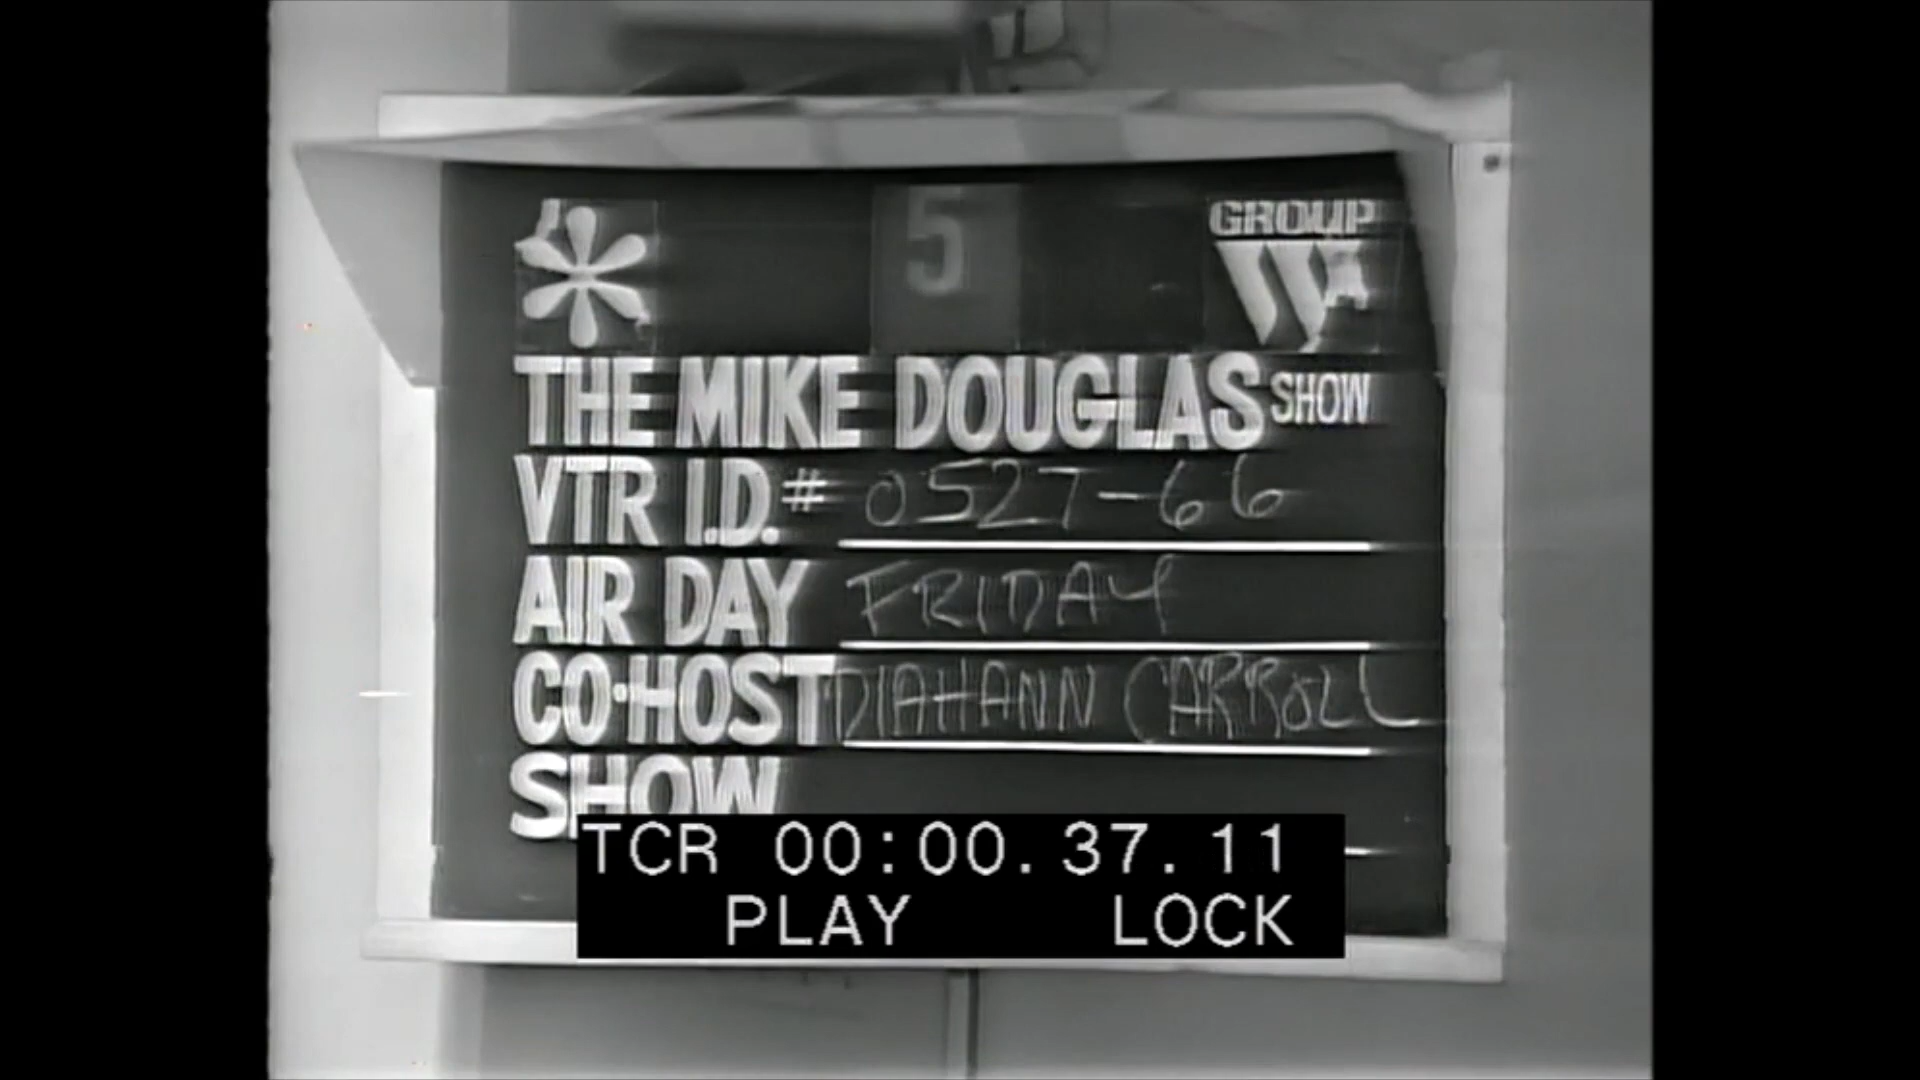 5
GROUP
W
THE MIKE DOUGLAS SHOW
VTR I.D. # 0527-66
AIR DAY FRIDAY
CO-HOST DIAHANN CARROLL
SHOW
TCR 00:00.37.11
PLAY LOCK